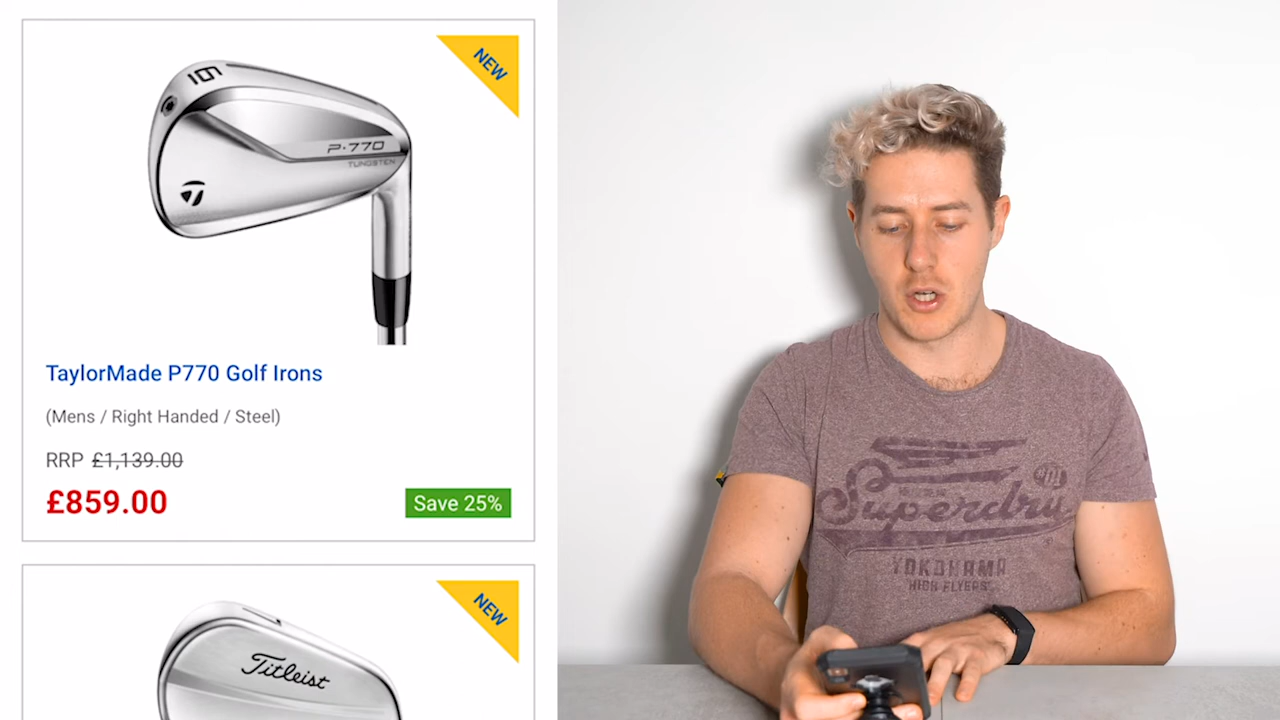 NEW
6
P·770
TUNGSTEN
TaylorMade P770 Golf Irons
(Mens / Right Handed / Steel)
RRP £1,139.00
£859.00
Save 25%
NEW
Titleist
Superdry
YOKOHAMA
HIGH FLYERS